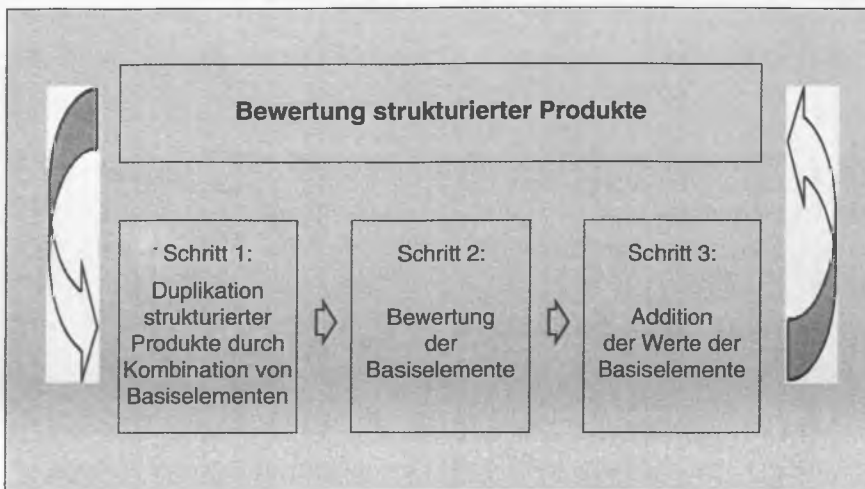 Bewertung strukturierter Produkte
Schritt 1:
Duplikation
strukturierter
Produkte durch
Kombination von
Basiselementen
Schritt 2:
Bewertung
der
Basiselemente
Schritt 3:
Addition
der Werte der
Basiselemente